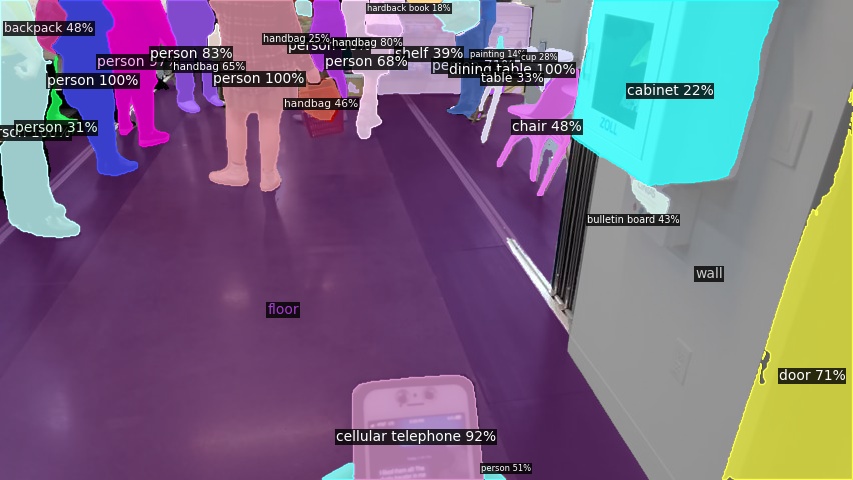 hardback book 18%
backpack 48%
handbag 25%
handbag 80%
person 83%
shelf 39%
painting 14%
cup 28%
person
person 68%
handbag 65%
dining table 100%
person 100%
person 100%
table 33%
cabinet 22%
handbag 46%
ZOLL
person 31%
chair 48%
bulletin board 43%
wall
floor
door 71%
cellular telephone 92%
person 51%